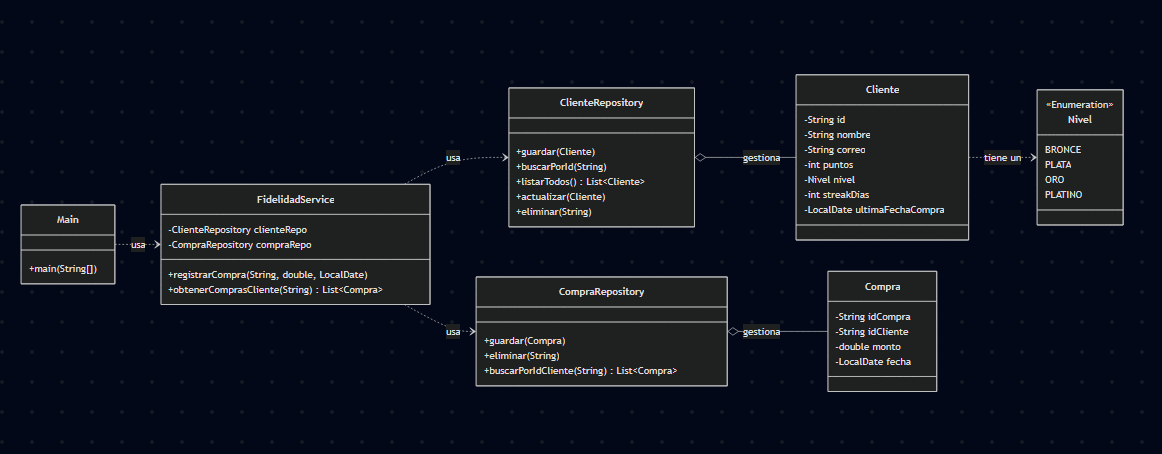 Main
+main(String[])
usa
FidelidadService
-ClienteRepository clienteRepo
-CompraRepository compraRepo
+registrarCompra(String, double, LocalDate)
+obtenerComprasCliente(String) : List<Compra>
usa
usa
ClienteRepository
+guardar(Cliente)
+buscarPorId(String)
+listarTodos() : List<Cliente>
+actualizar(Cliente)
+eliminar(String)
gestiona
Cliente
-String id
-String nombre
-String correo
-int puntos
-Nivel nivel
-int streakDias
-LocalDate ultimaFechaCompra
tiene un
«Enumeration»
Nivel
BRONCE
PLATA
ORO
PLATINO
CompraRepository
+guardar(Compra)
+eliminar(String)
+buscarPorIdCliente(String) : List<Compra>
gestiona
Compra
-String idCompra
-String idCliente
-double monto
-LocalDate fecha